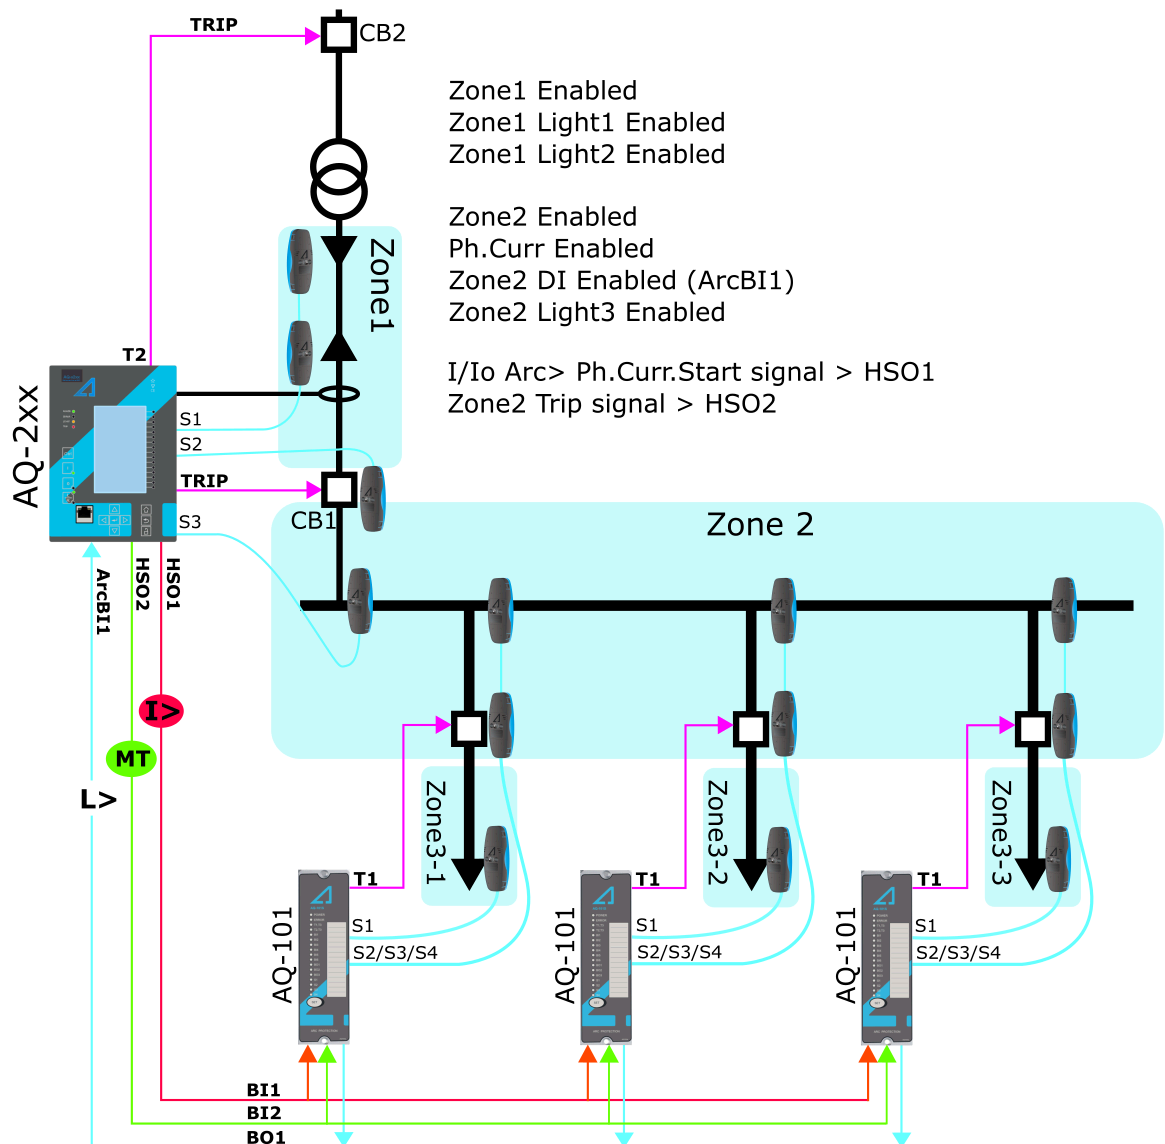 TRIP
CB2
Zone1 Enabled
Zone1 Light1 Enabled
Zone1 Light2 Enabled
Zone2 Enabled
Ph.Curr Enabled
Zone2 DI Enabled (ArcBI1)
Zone2 Light3 Enabled
I/Io Arc> Ph.Curr.Start signal > HSO1
Zone2 Trip signal > HSO2
Zone1
T2
AQ-2xx
S1
S2
TRIP
CB1
S3
Zone 2
ArcBI1
HSO2
HSO1
I>
MT
L>
Zone3-1
Zone3-2
Zone3-3
T1
T1
T1
AQ-101
S1
S2/S3/S4
AQ-101
S1
S2/S3/S4
AQ-101
S1
S2/S3/S4
BI1
BI2
BO1